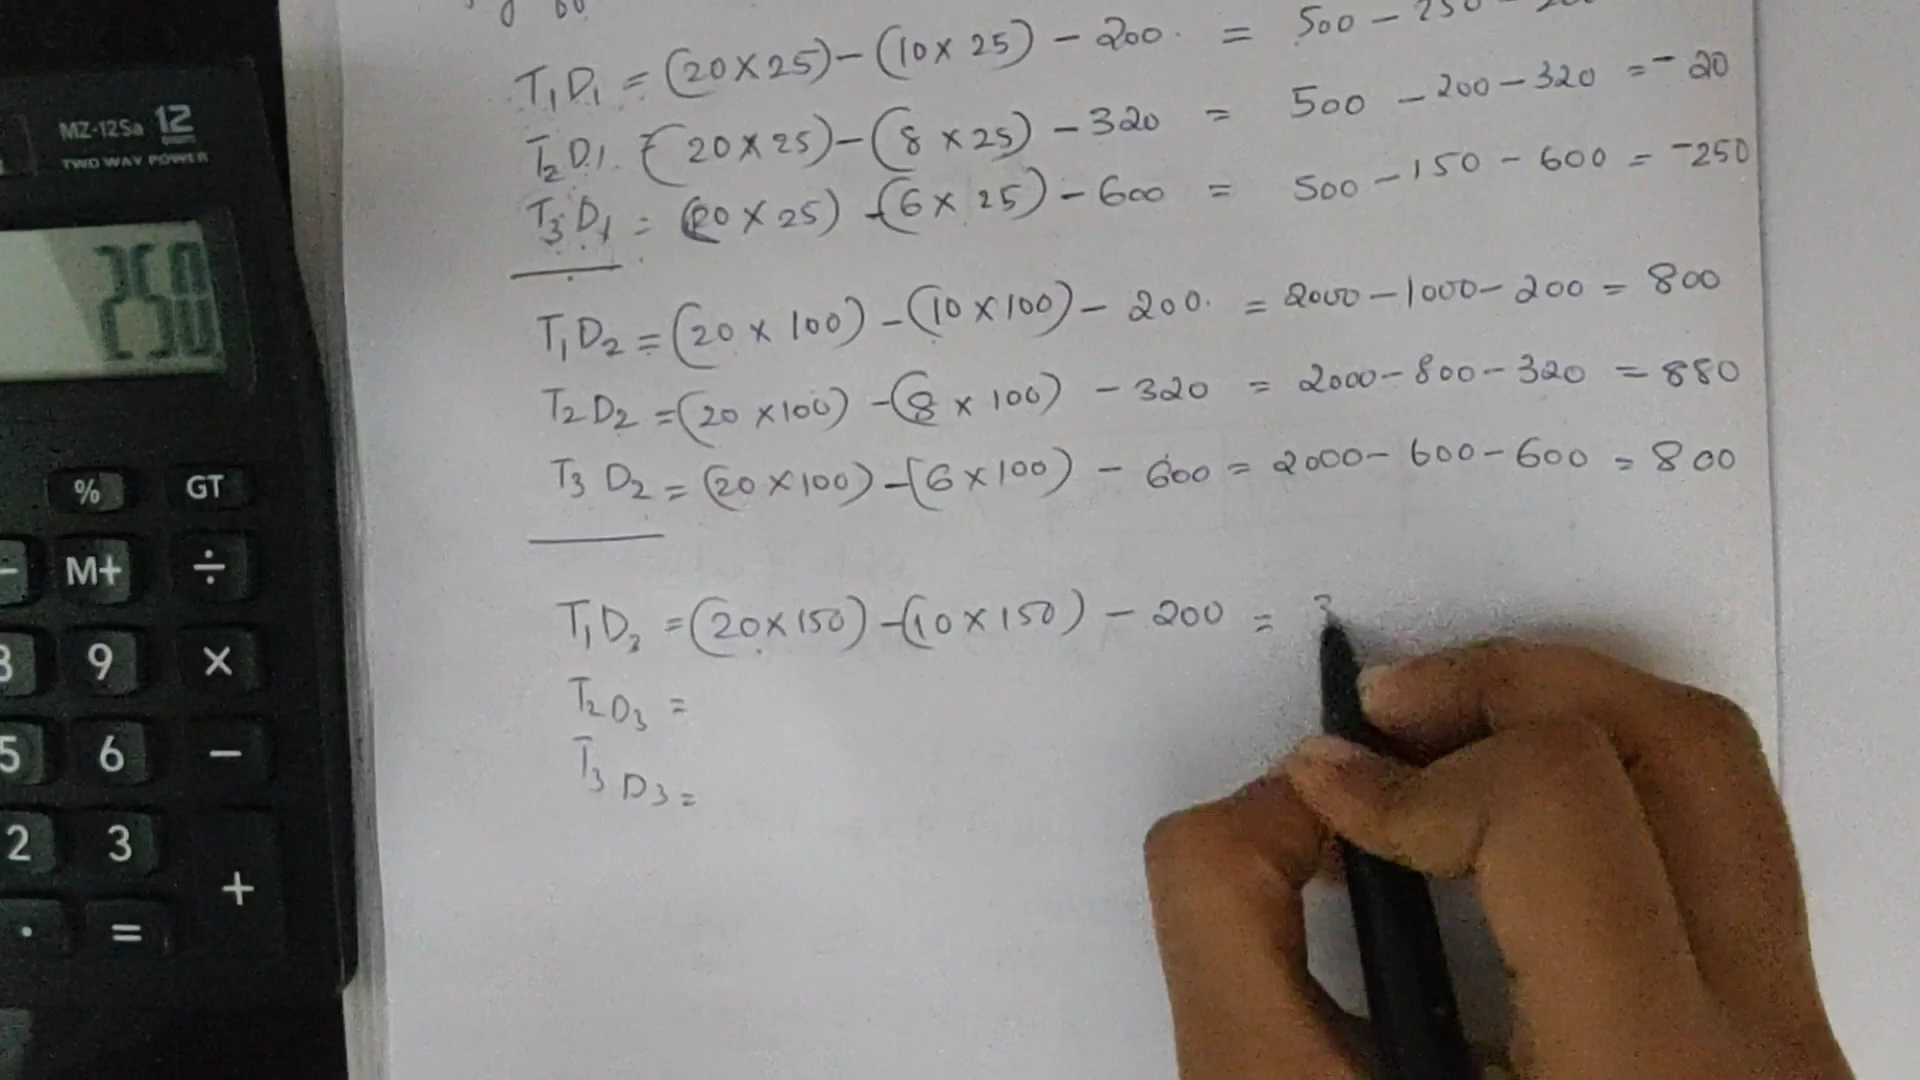 T1D1 = (20×25)-(10×25)-200. = 500-250-
T2D1. = (20×25)-(8×25)-320 = 500-200-320 = -20
T3D1 = (20×25)-(6×25)-600 = 500-150-600 = -250
T1D2 = (20×100)-(10×100)-200. = 2000-1000-200 = 800
T2D2 = (20×100)-(8×100)-320 = 2000-800-320 = 880
T3D2 = (20×100)-(6×100)-600 = 2000-600-600 = 800
T1D3 = (20×150)-(10×150)-200 =
T2D3 =
T3D3 =
MZ-12Sa 12
TWO WAY POWER
250
% GT
- M+ ÷
9 ×
5 6 -
2 3 +
. =